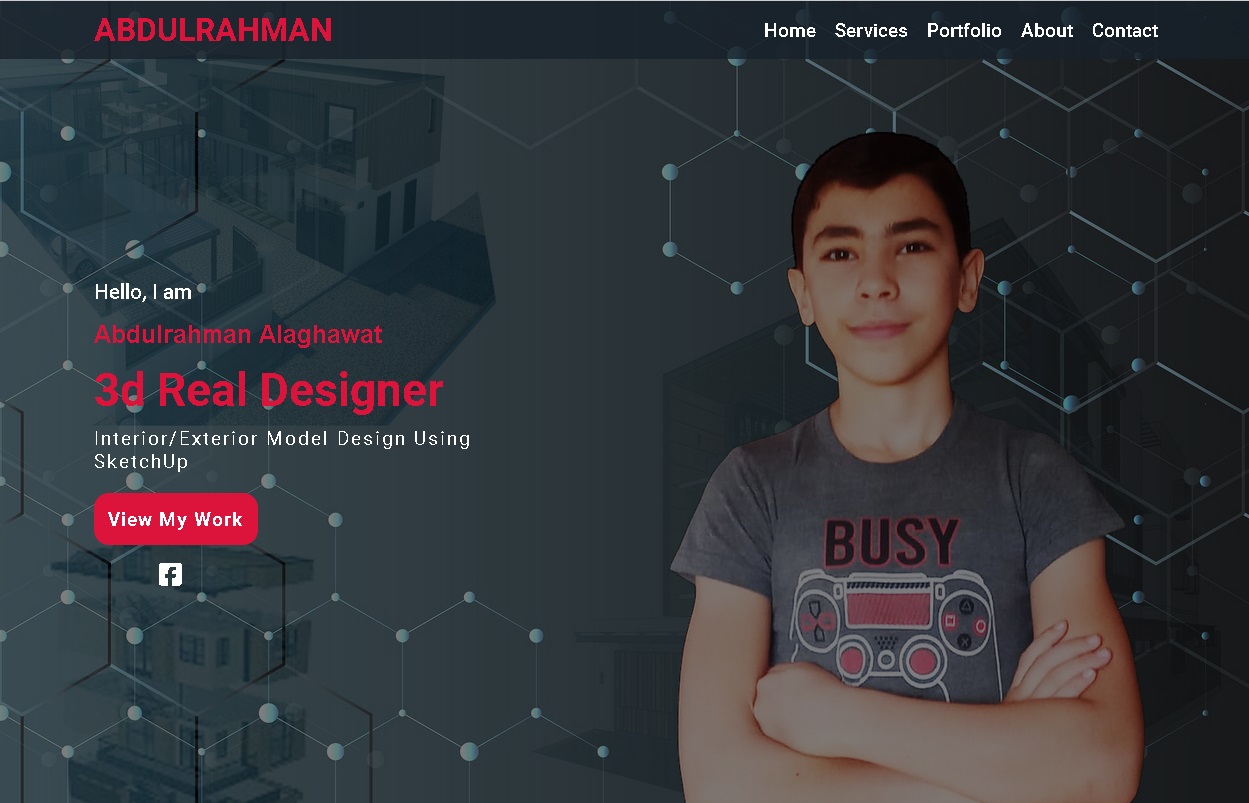 ABDULRAHMAN
Home Services Portfolio About Contact
Hello, I am
Abdulrahman Alaghawat
3d Real Designer
Interior/Exterior Model Design Using
SketchUp
View My Work
BUSY